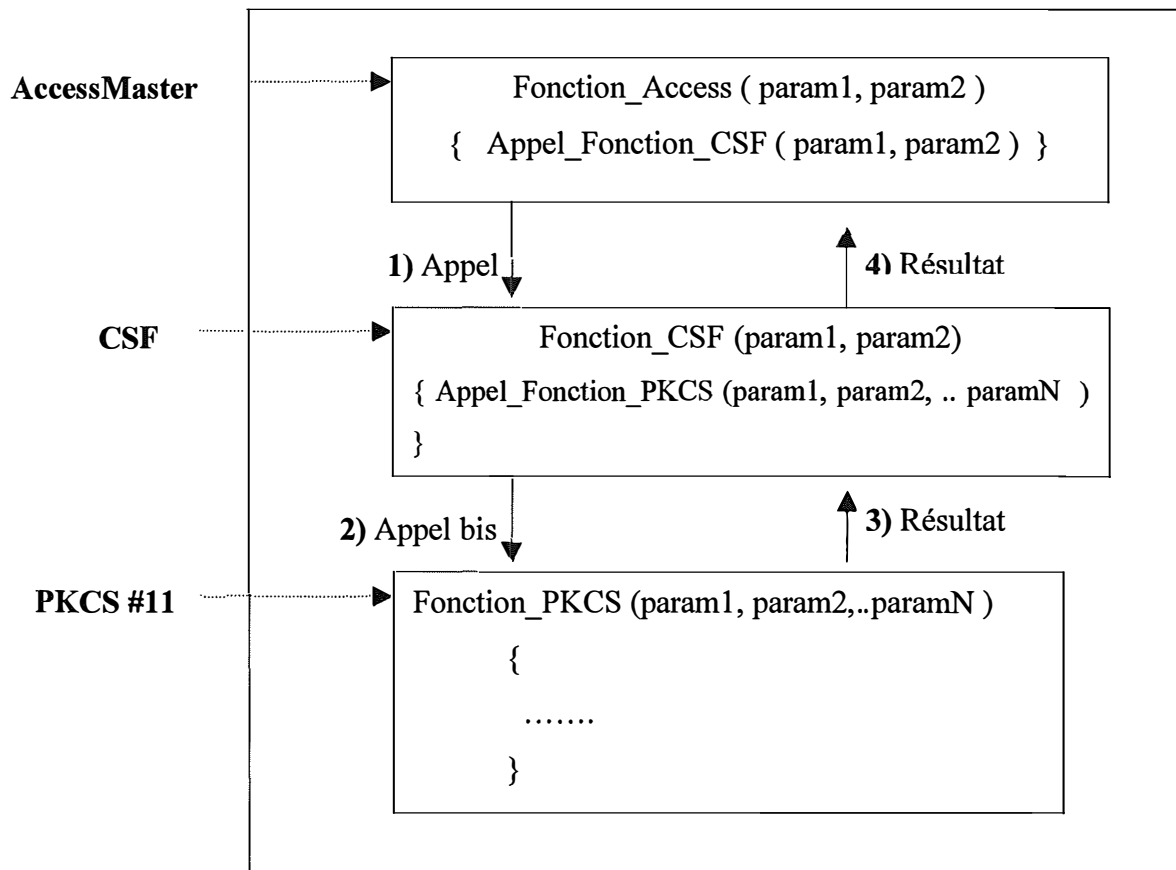 AccessMaster
Fonction_Access ( param1, param2 )
{ Appel_Fonction_CSF ( param1, param2 ) }
1) Appel
4) Résultat
CSF
Fonction_CSF (param1, param2)
{ Appel_Fonction_PKCS (param1, param2, .. paramN )
}
2) Appel bis
3) Résultat
PKCS #11
Fonction_PKCS (param1, param2,..paramN )
{
.......
}